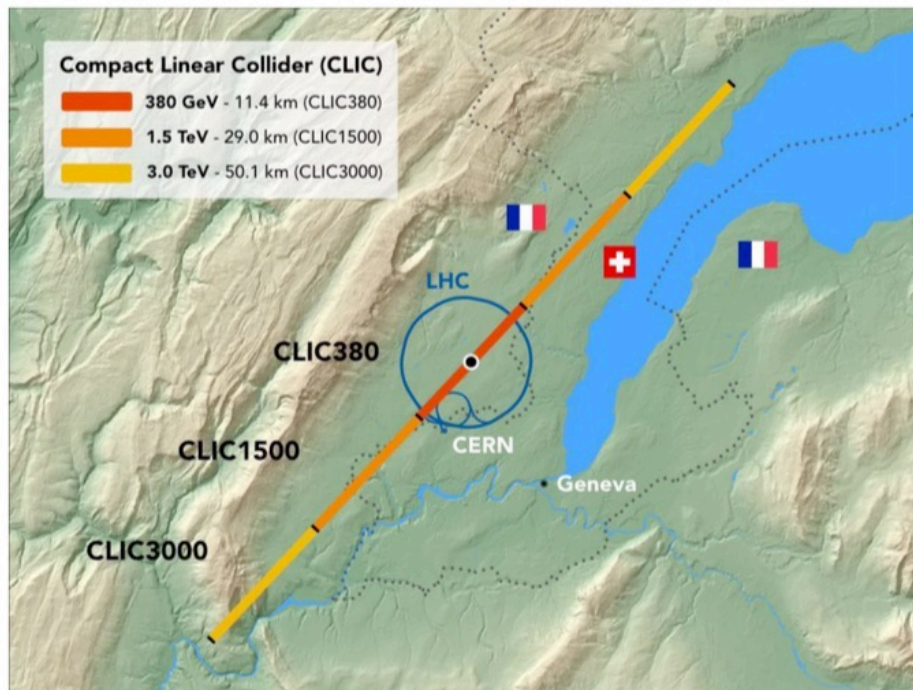 Compact Linear Collider (CLIC)
380 GeV - 11.4 km (CLIC380)
1.5 TeV - 29.0 km (CLIC1500)
3.0 TeV - 50.1 km (CLIC3000)
LHC
CLIC380
CLIC1500
CERN
Geneva
CLIC3000